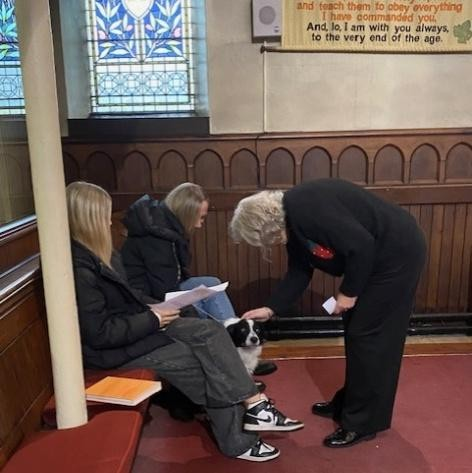 and teach them to obey everything
I have commanded you,
And, lo, I am with you always,
to the very end of the age.